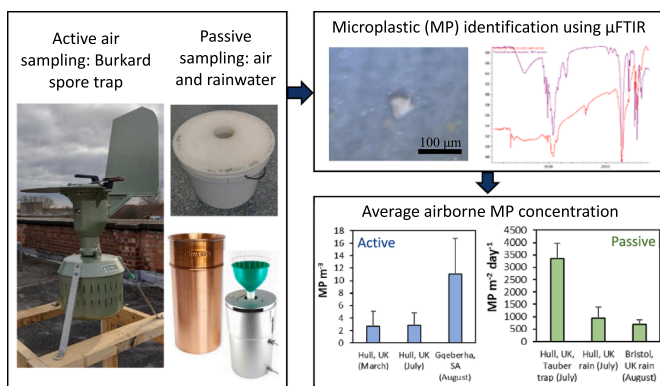 Active air
sampling: Burkard
spore trap
Passive
sampling: air
and rainwater
Microplastic (MP) identification using µFTIR
100 µm
Average airborne MP concentration
Active
MP m⁻³
18
16
14
12
10
8
6
4
2
0
Hull, UK
(March)
Hull, UK
(July)
Gqeberha,
SA
(August)
Passive
MP m⁻² day⁻¹
5000
4500
4000
3500
3000
2500
2000
1500
1000
500
0
Hull, UK,
Tauber
trap (July)
Hull, UK
rain (July)
Bristol,
UK rain
(August)